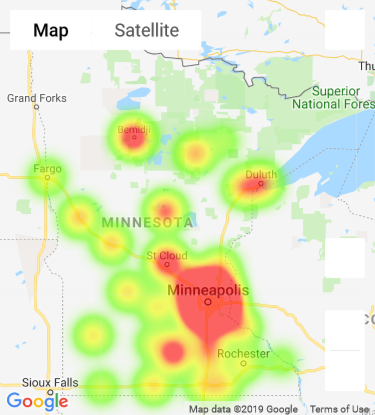 Map Satellite
Thu
Superior
National Fores
Grand Forks
Bemidji
Fargo
Duluth
MINNESOTA
St Cloud
Minneapolis
CO
Rochester
Sioux Falls
Google
Map data ©2019 Google Terms of Use